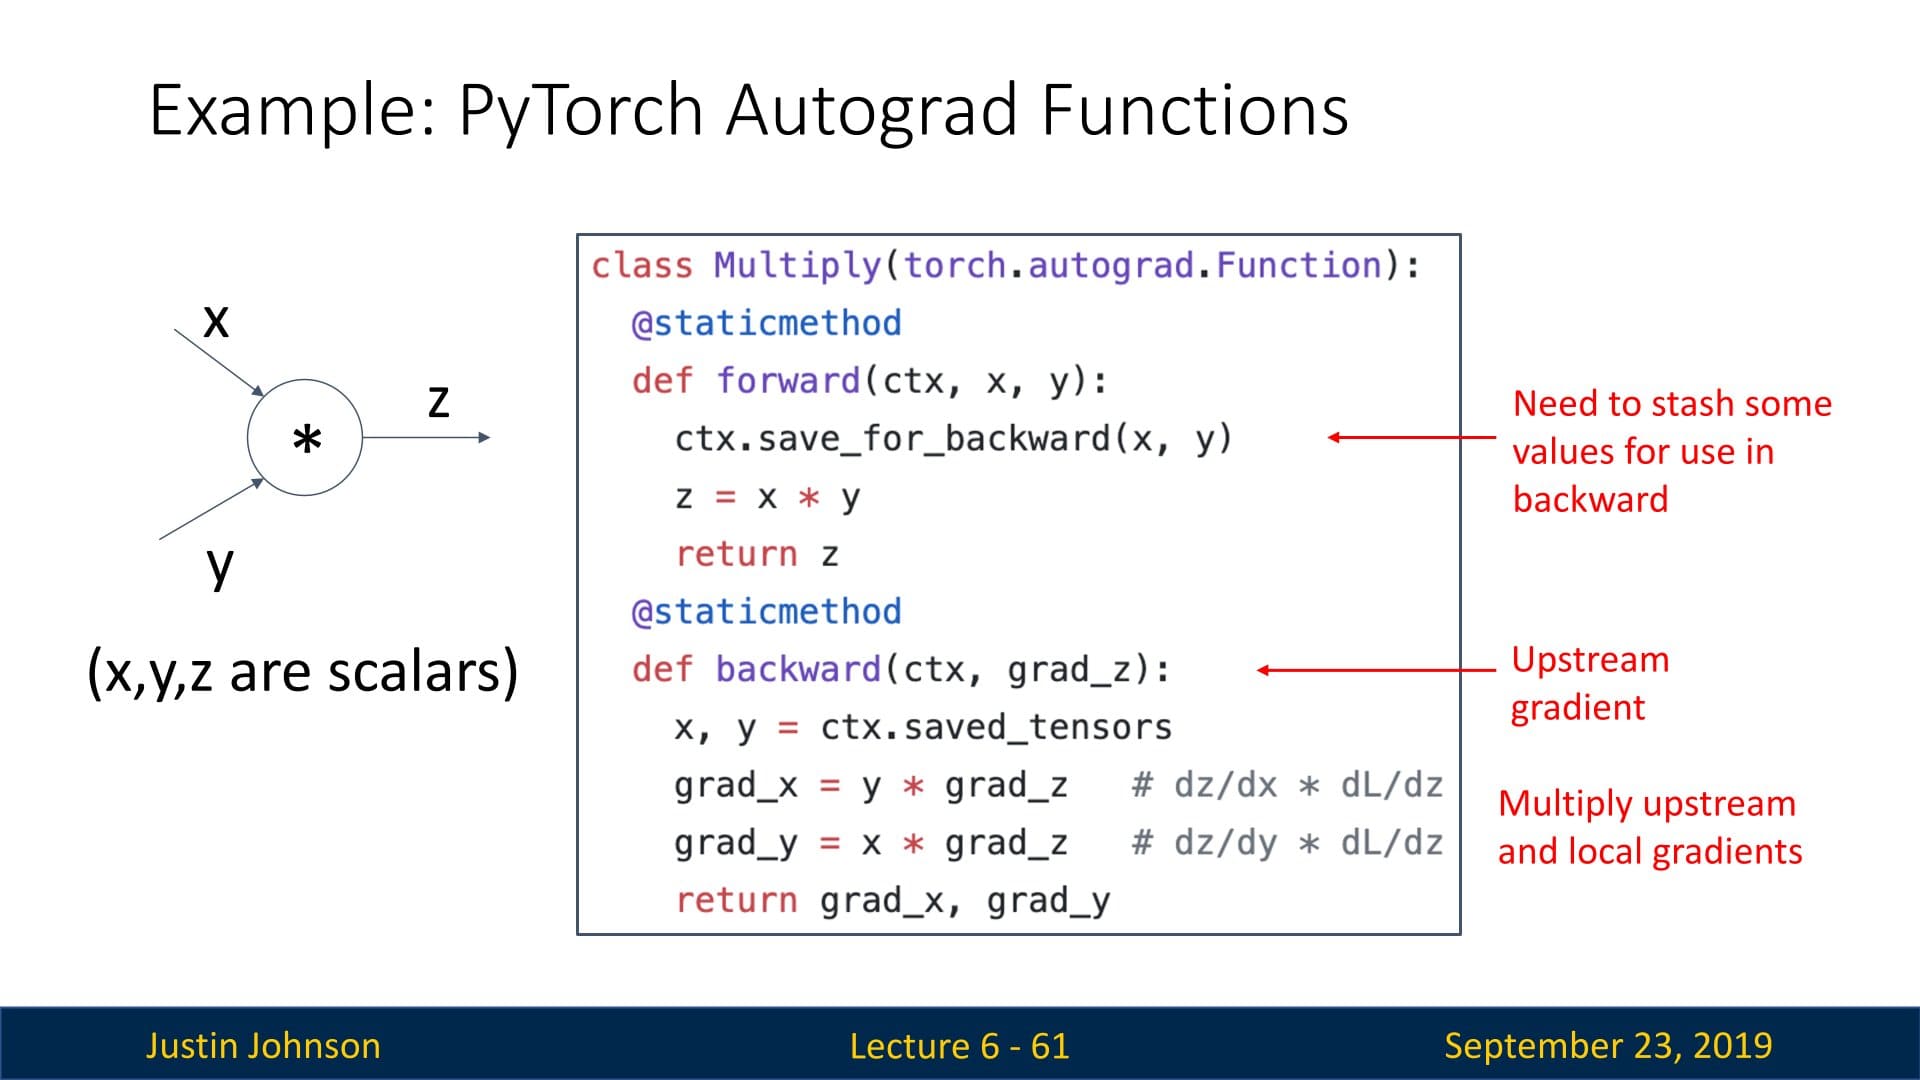 Example: PyTorch Autograd Functions
x
*
z
y
(x,y,z are scalars)
class Multiply(torch.autograd.Function):
  @staticmethod
  def forward(ctx, x, y):
    ctx.save_for_backward(x, y)
    z = x * y
    return z
  @staticmethod
  def backward(ctx, grad_z):
    x, y = ctx.saved_tensors
    grad_x = y * grad_z   # dz/dx * dL/dz
    grad_y = x * grad_z   # dz/dy * dL/dz
    return grad_x, grad_y
Need to stash some
values for use in
backward
Upstream
gradient
Multiply upstream
and local gradients
Justin Johnson
Lecture 6 - 61
September 23, 2019